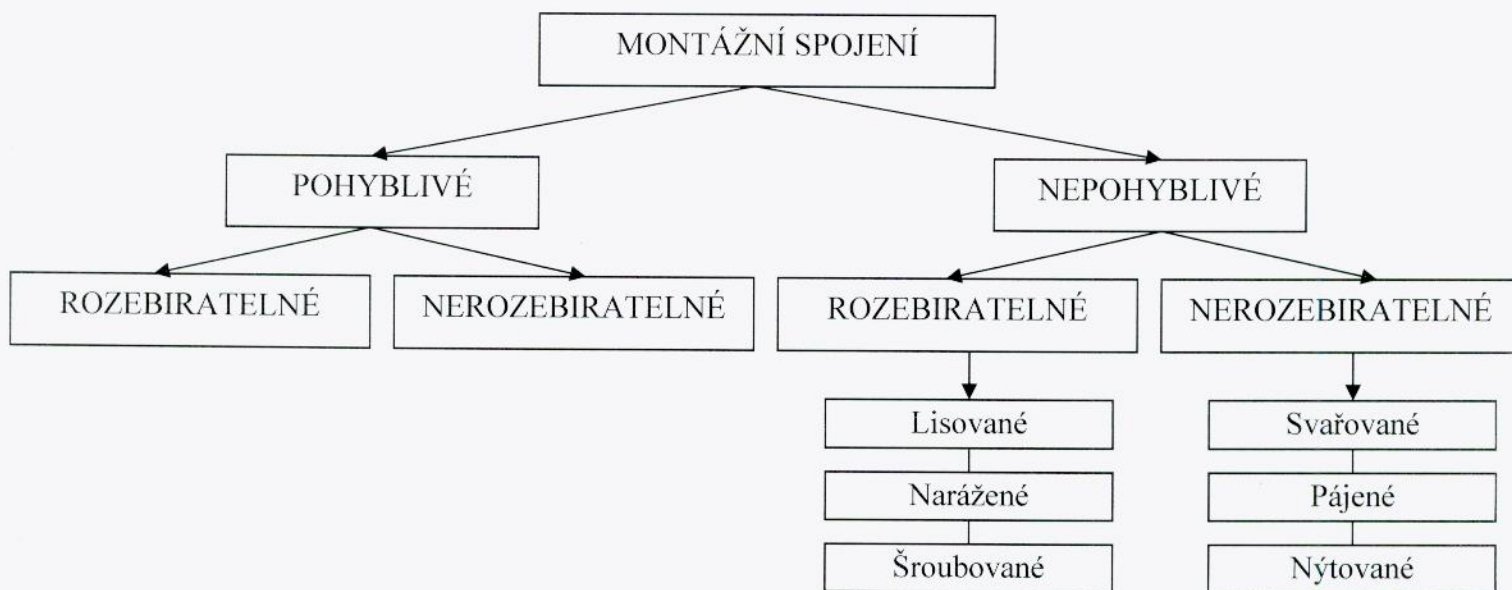 MONTÁŽNÍ SPOJENÍ
POHYBLIVÉ
NEPOHYBLIVÉ
ROZEBIRATELNÉ
NEROZEBIRATELNÉ
ROZEBIRATELNÉ
NEROZEBIRATELNÉ
Lisované
Svařované
Narážené
Pájené
Šroubované
Nýtované